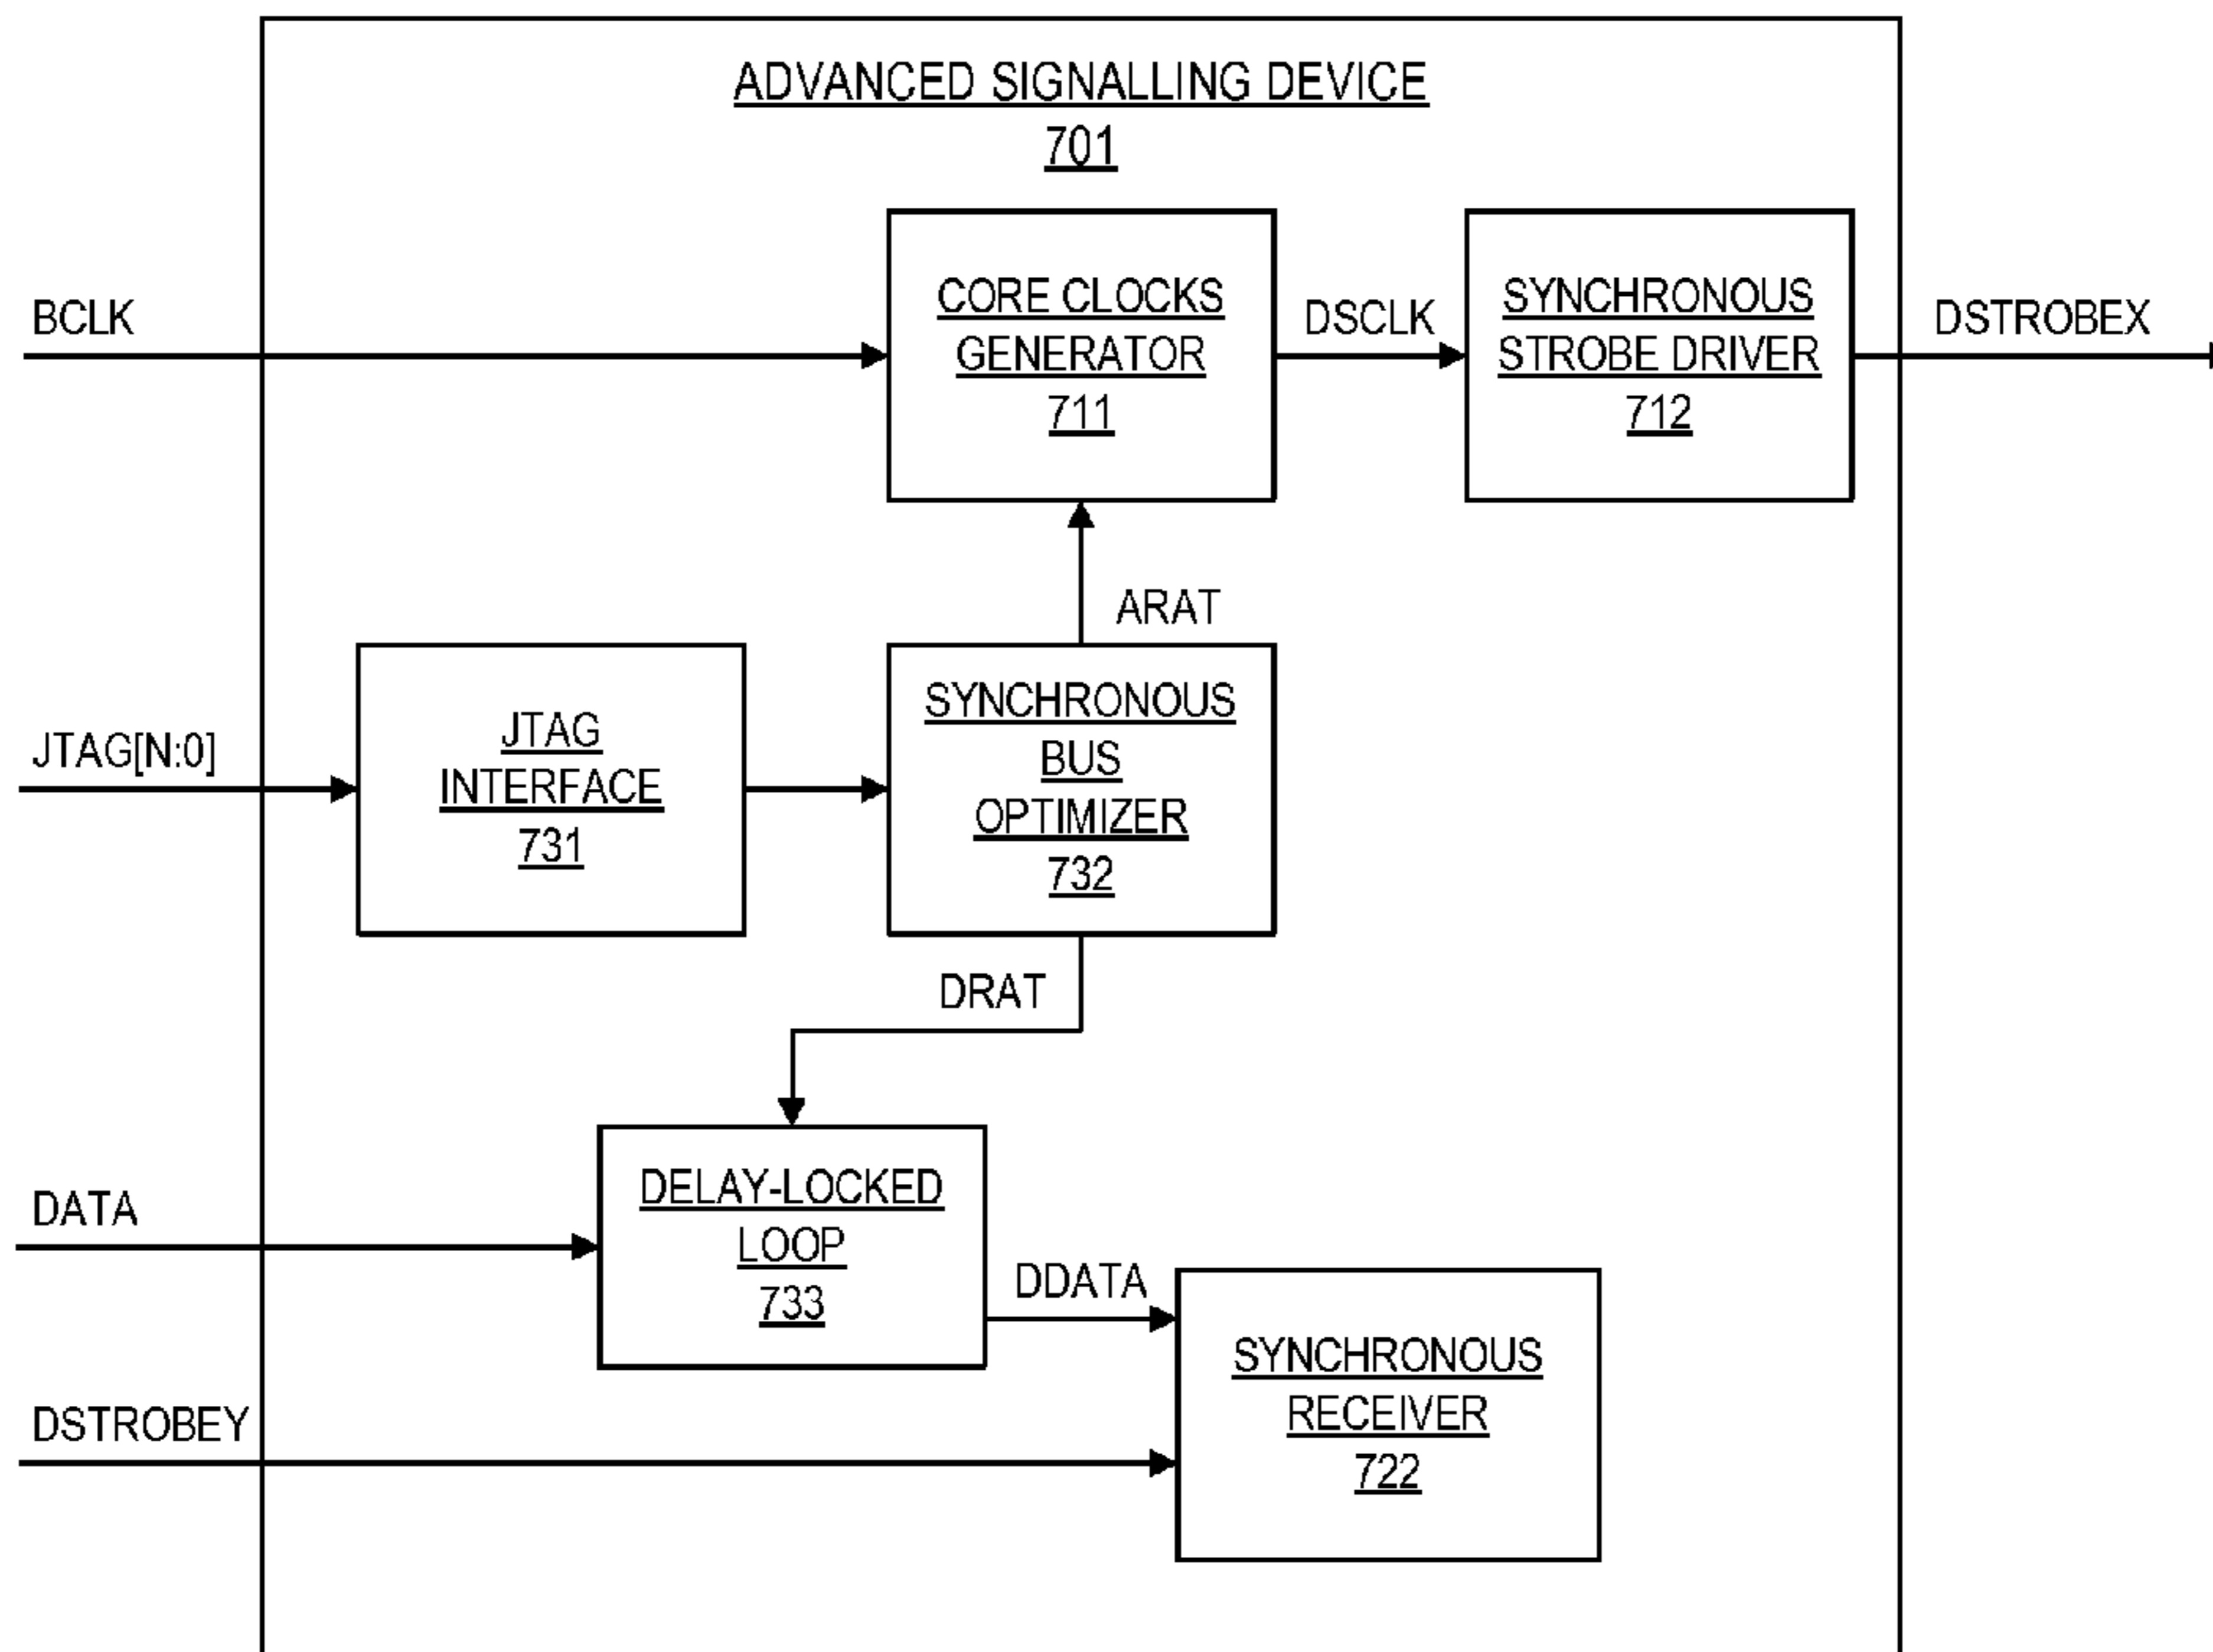 ADVANCED SIGNALLING DEVICE
701
BCLK
CORE CLOCKS
GENERATOR
711
DSCLK
SYNCHRONOUS
STROBE DRIVER
712
DSTROBEX
ARAT
JTAG[N:0]
JTAG
INTERFACE
731
SYNCHRONOUS
BUS
OPTIMIZER
732
DRAT
DATA
DELAY-LOCKED
LOOP
733
DDATA
DSTROBEY
SYNCHRONOUS
RECEIVER
722